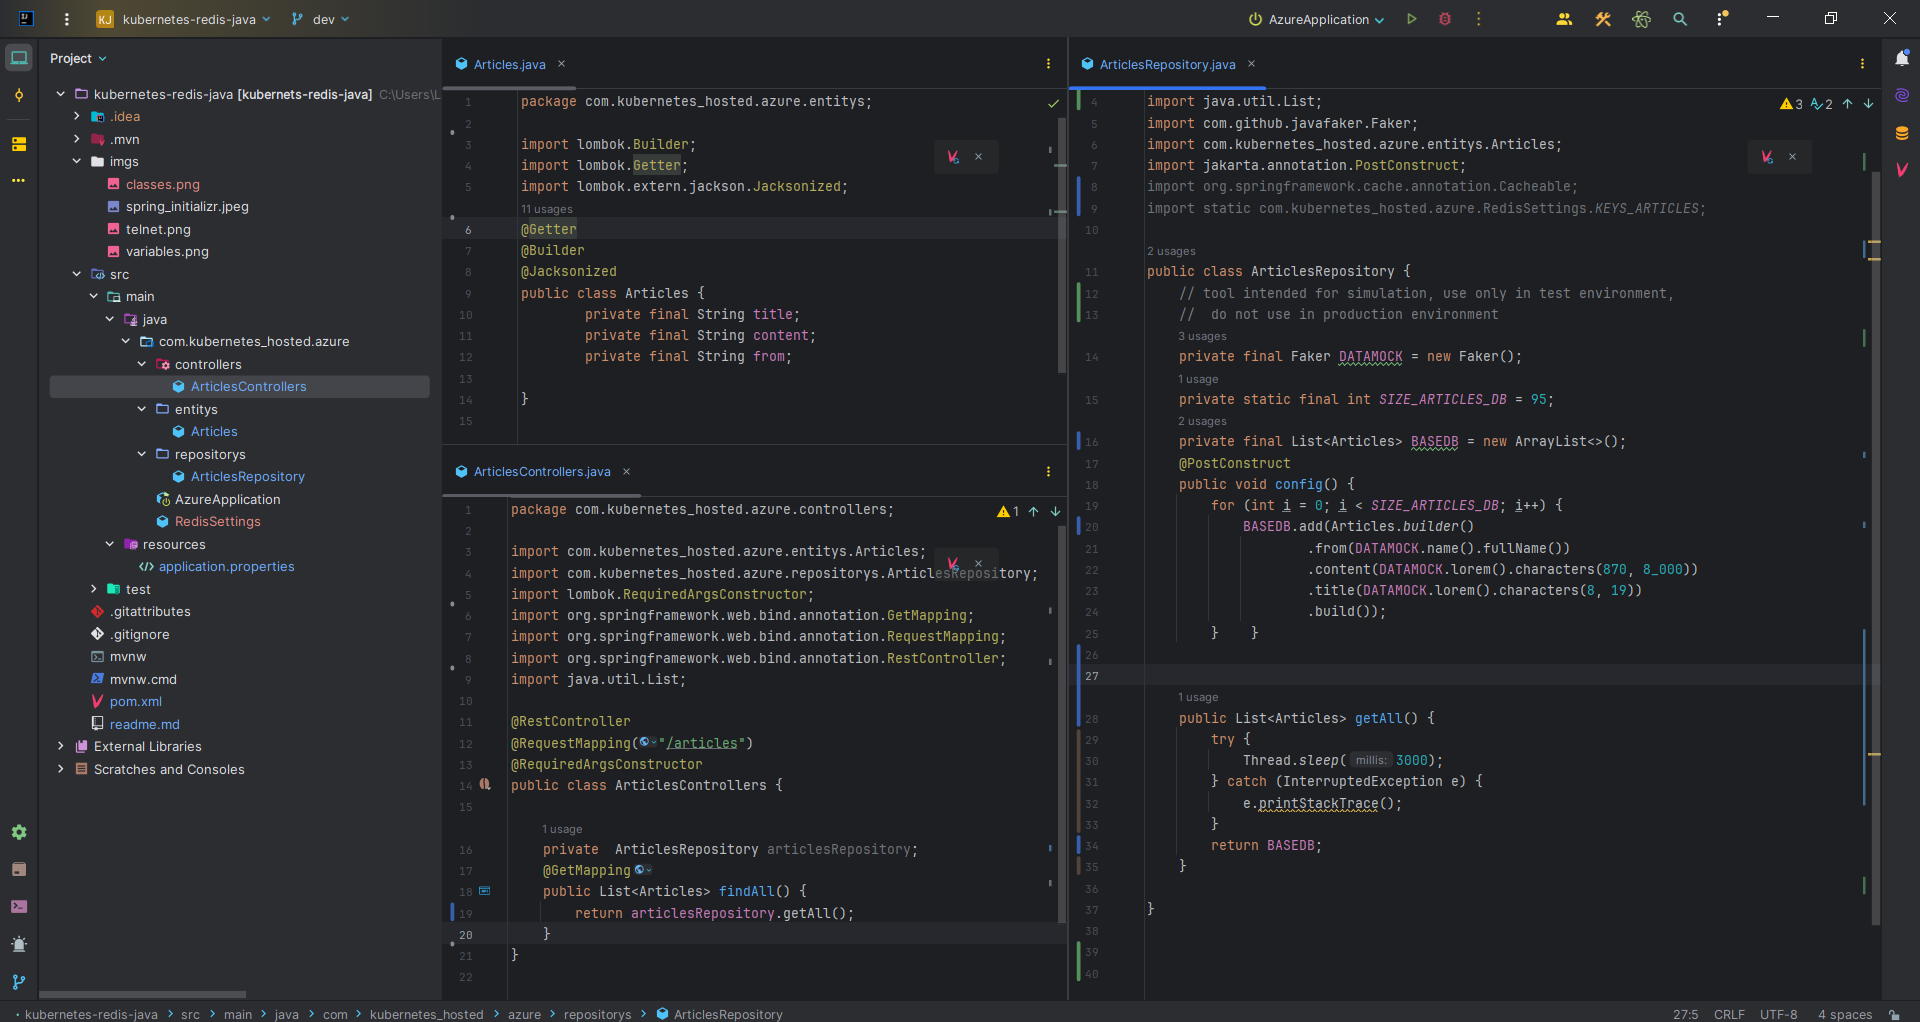 KJ kubernetes-redis-java dev AzureApplication
Project
kubernetes-redis-java [kubernets-redis-java] C:\Users\L
.idea
.mvn
imgs
classes.png
spring_initializr.jpeg
telnet.png
variables.png
src
main
java
com.kubernetes_hosted.azure
controllers
ArticlesControllers
entitys
Articles
repositorys
ArticlesRepository
AzureApplication
RedisSettings
resources
application.properties
test
.gitattributes
.gitignore
mvnw
mvnw.cmd
pom.xml
readme.md
External Libraries
Scratches and Consoles
Articles.java
1 package com.kubernetes_hosted.azure.entitys;
2
3 import lombok.Builder;
4 import lombok.Getter;
5 import lombok.extern.jackson.Jacksonized;
11 usages
6 @Getter
7 @Builder
8 @Jacksonized
9 public class Articles {
10 private final String title;
11 private final String content;
12 private final String from;
13
14 }
15
ArticlesControllers.java
1 package com.kubernetes_hosted.azure.controllers; 1
2
3 import com.kubernetes_hosted.azure.entitys.Articles;
4 import com.kubernetes_hosted.azure.repositorys.ArticlesRepository;
5 import lombok.RequiredArgsConstructor;
6 import org.springframework.web.bind.annotation.GetMapping;
7 import org.springframework.web.bind.annotation.RequestMapping;
8 import org.springframework.web.bind.annotation.RestController;
9 import java.util.List;
10
11 @RestController
12 @RequestMapping("/articles")
13 @RequiredArgsConstructor
14 public class ArticlesControllers {
15
1 usage
16 private ArticlesRepository articlesRepository;
17 @GetMapping
18 public List<Articles> findAll() {
19 return articlesRepository.getAll();
20 }
21 }
22
ArticlesRepository.java
4 import java.util.List; 3 2
5 import com.github.javafaker.Faker;
6 import com.kubernetes_hosted.azure.entitys.Articles;
7 import jakarta.annotation.PostConstruct;
8 import org.springframework.cache.annotation.Cacheable;
9 import static com.kubernetes_hosted.azure.RedisSettings.KEYS_ARTICLES;
10
2 usages
11 public class ArticlesRepository {
12 // tool intended for simulation, use only in test environment,
13 // do not use in production environment
3 usages
14 private final Faker DATAMOCK = new Faker();
1 usage
15 private static final int SIZE_ARTICLES_DB = 95;
2 usages
16 private final List<Articles> BASEDB = new ArrayList<>();
17 @PostConstruct
18 public void config() {
19 for (int i = 0; i < SIZE_ARTICLES_DB; i++) {
20 BASEDB.add(Articles.builder()
21 .from(DATAMOCK.name().fullName())
22 .content(DATAMOCK.lorem().characters(870, 8_000))
23 .title(DATAMOCK.lorem().characters(8, 19))
24 .build());
25 } }
26
27
1 usage
28 public List<Articles> getAll() {
29 try {
30 Thread.sleep( millis: 3000);
31 } catch (InterruptedException e) {
32 e.printStackTrace();
33 }
34 return BASEDB;
35 }
36
37 }
38
39
40
kubernetes-redis-java > src > main > java > com > kubernetes_hosted > azure > repositorys > ArticlesRepository 27:5 CRLF UTF-8 4 spaces